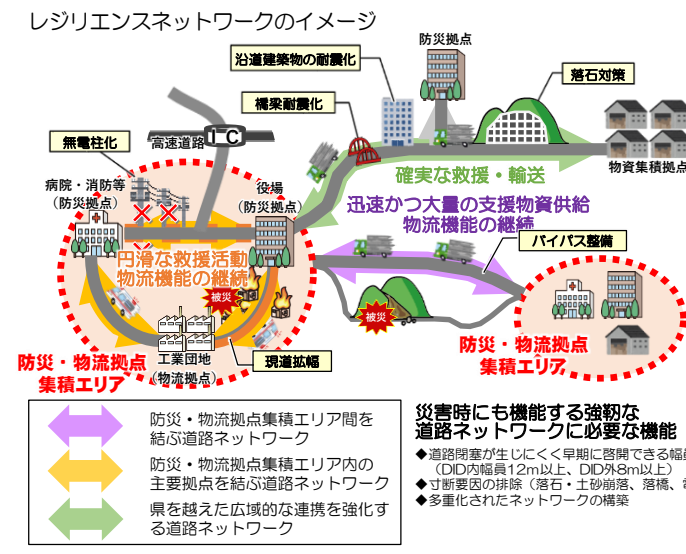 レジリエンスネットワークのイメージ
防災拠点
沿道建築物の耐震化
落石対策
橋梁耐震化
無電柱化
高速道路
IC
物資集積拠点
病院・消防等
(防災拠点)
役場
(防災拠点)
確実な救援・輸送
迅速かつ大量の支援物資供給
物流機能の継続
バイパス整備
円滑な救援活動
物流機能の継続
被災
被災
防災・物流拠点
集積エリア
工業団地
(物流拠点)
現道拡幅
防災・物流拠点
集積エリア
防災・物流拠点集積エリア間を
結ぶ道路ネットワーク
防災・物流拠点集積エリア内の
主要拠点を結ぶ道路ネットワーク
県を越えた広域的な連携を強化す
る道路ネットワーク
災害時にも機能する強靭な
道路ネットワークに必要な機能
◆道路閉塞が生じにくく早期に啓開できる幅員
(DID内幅員12m以上、DID外8m以上)
◆寸断要因の排除(落石・土砂崩落、落橋、
◆多重化されたネットワークの構築